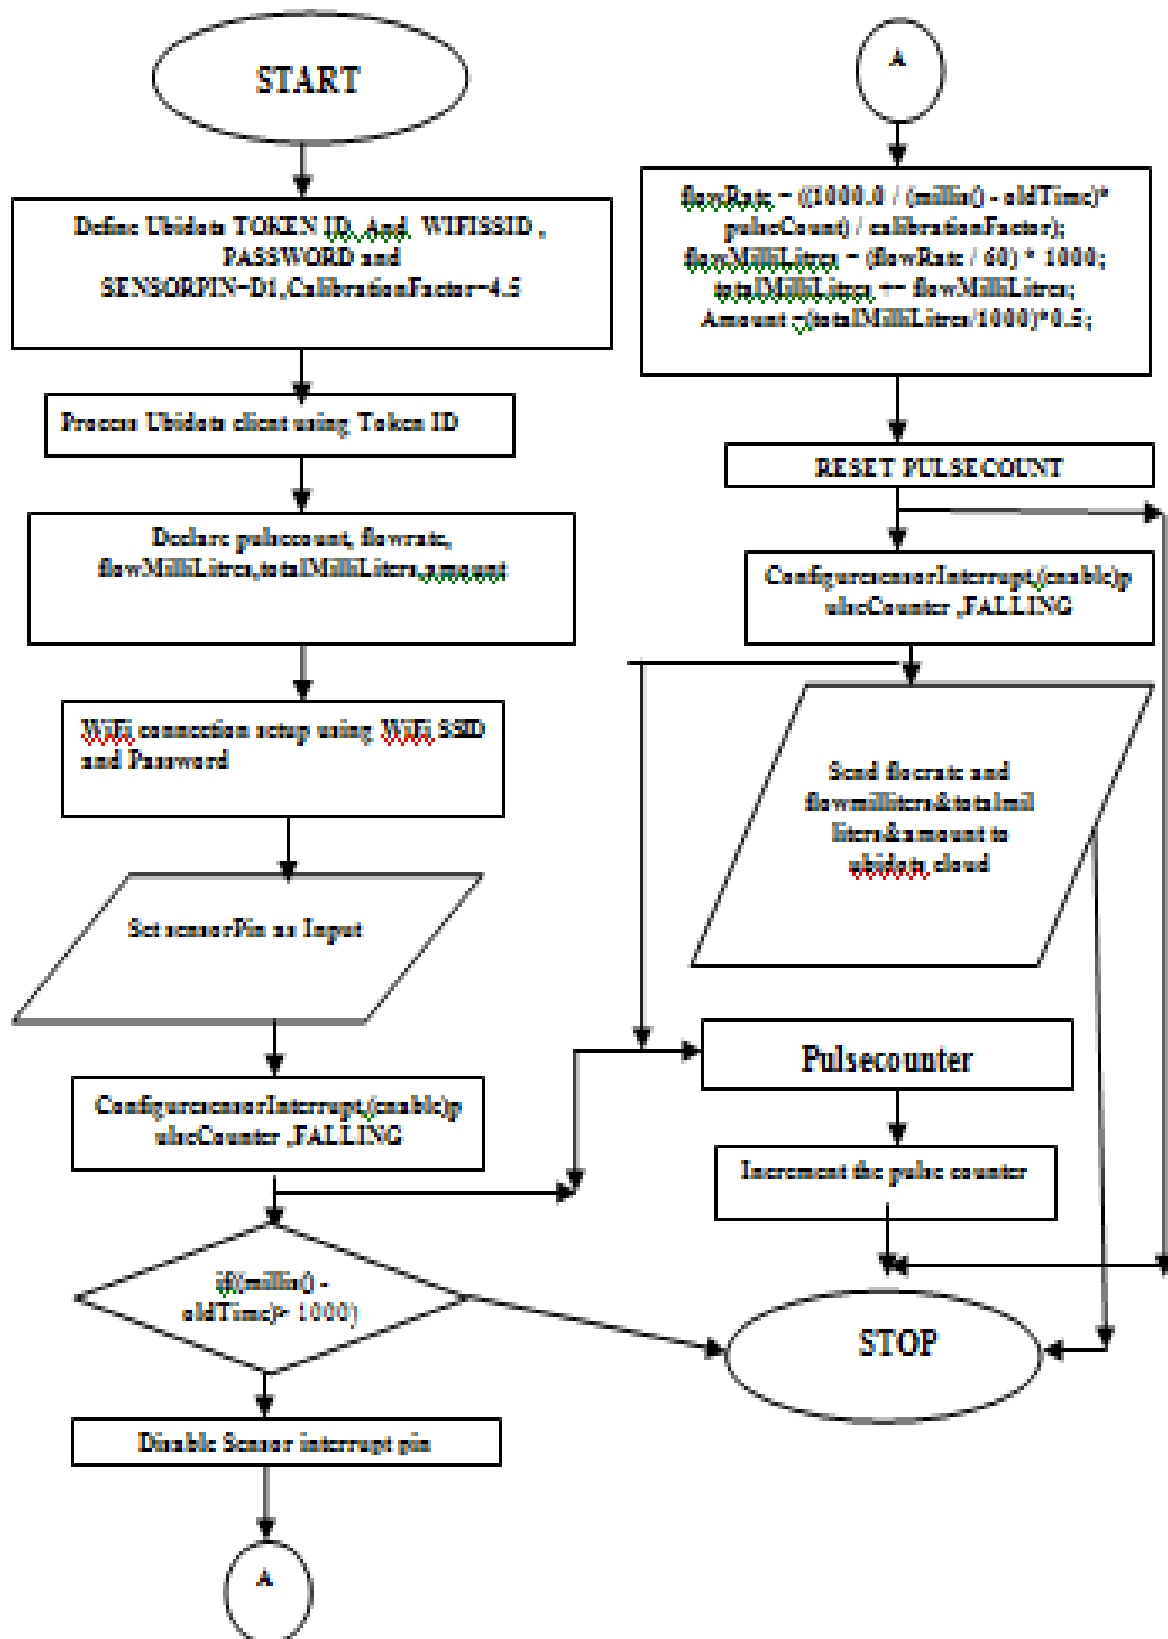 START
Define Ubidots TOKEN ID, And WIFISSID ,
PASSWORD and
SENSORPIN=D1,CalibrationFactor=4.5
Process Ubidots client using Token ID
Declare pulsecount, flowrate,
flowMilliLitres,totalMilliLiters,amount
WiFi connection setup using WiFi SSID
and Password
Set sensorPin as Input
ConfiguresensorInterrupt,(enable)p
ulseCounter ,FALLING
if((millis() -
oldTime)> 1000)
Disable Sensor interrupt pin
A
A
flowRate = ((1000.0 / (millis() - oldTime)*
pulseCount) / calibrationFactor);
flowMilliLitres = (flowRate / 60) * 1000;
totalMilliLitres += flowMilliLitres;
Amount =(totalMilliLitres/1000)*0.5;
RESET PULSECOUNT
ConfiguresensorInterrupt,(enable)p
ulseCounter ,FALLING
Send flocrate and
flowmilliters&totalmil
liters&amount to
ubidots cloud
Pulsecounter
Increment the pulse counter
STOP